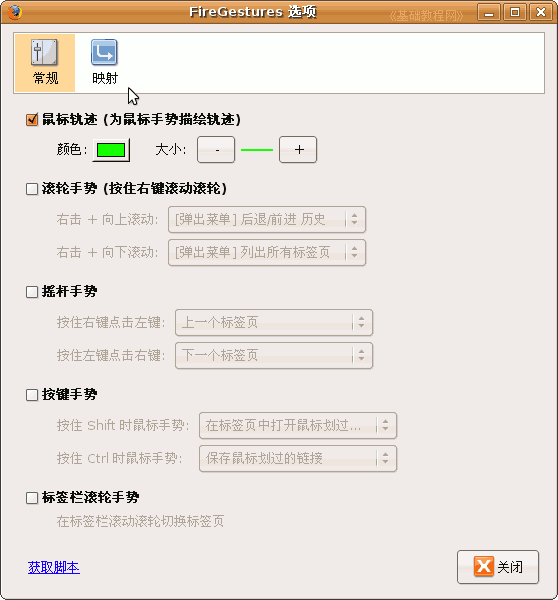 FireGestures 选项
《基础教程网》
常规
映射
鼠标轨迹 (为鼠标手势描绘轨迹)
颜色: 大小: - +
滚轮手势 (按住右键滚动滚轮)
右击 + 向上滚动: [弹出菜单] 后退/前进 历史
右击 + 向下滚动: [弹出菜单] 列出所有标签页
摇杆手势
按住右键点击左键: 上一个标签页
按住左键点击右键: 下一个标签页
按键手势
按住 Shift 时鼠标手势: 在标签页中打开鼠标划过...
按住 Ctrl 时鼠标手势: 保存鼠标划过的链接
标签栏滚轮手势
在标签栏滚动滚轮切换标签页
获取脚本
关闭